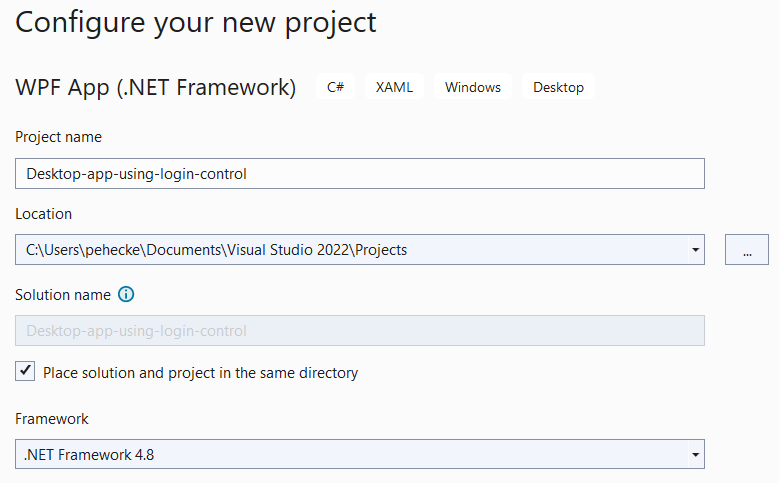 Configure your new project
WPF App (.NET Framework) C# XAML Windows Desktop
Project name
Desktop-app-using-login-control
Location
C:\Users\pehecke\Documents\Visual Studio 2022\Projects ...
Solution name
Desktop-app-using-login-control
Place solution and project in the same directory
Framework
.NET Framework 4.8